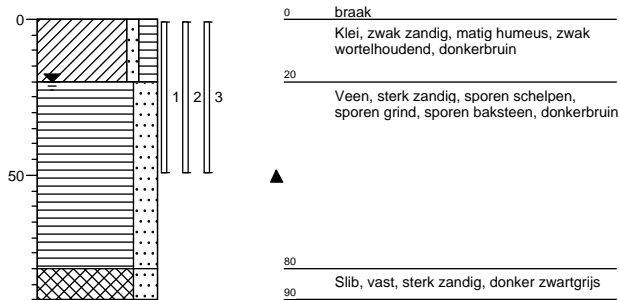 0
50
1 2 3
0 braak
Klei, zwak zandig, matig humeus, zwak
wortelhoudend, donkerbruin
20
Veen, sterk zandig, sporen schelpen,
sporen grind, sporen baksteen, donkerbruin
80
Slib, vast, sterk zandig, donker zwartgrijs
90